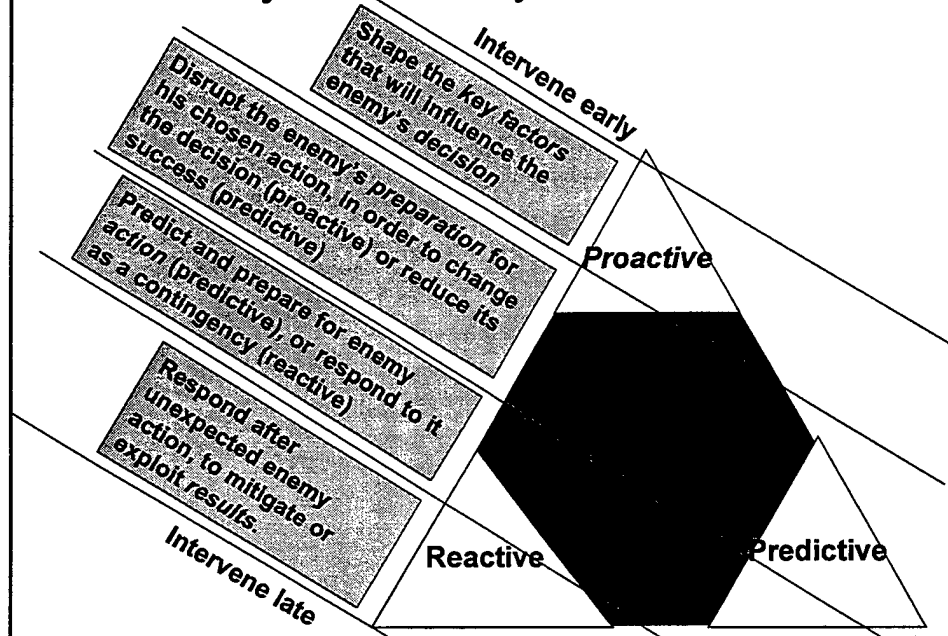 Intervene early
Shape the key factors
that will influence the
enemy's decision
Disrupt the enemy's preparation for
his chosen action, in order to change
the decision (proactive) or reduce its
success (predictive)
Predict and prepare for enemy
action (predictive), or respond to it
as a contingency (reactive)
Respond after
unexpected enemy
action, to mitigate or
exploit results.
Intervene late
Proactive
Reactive
Predictive